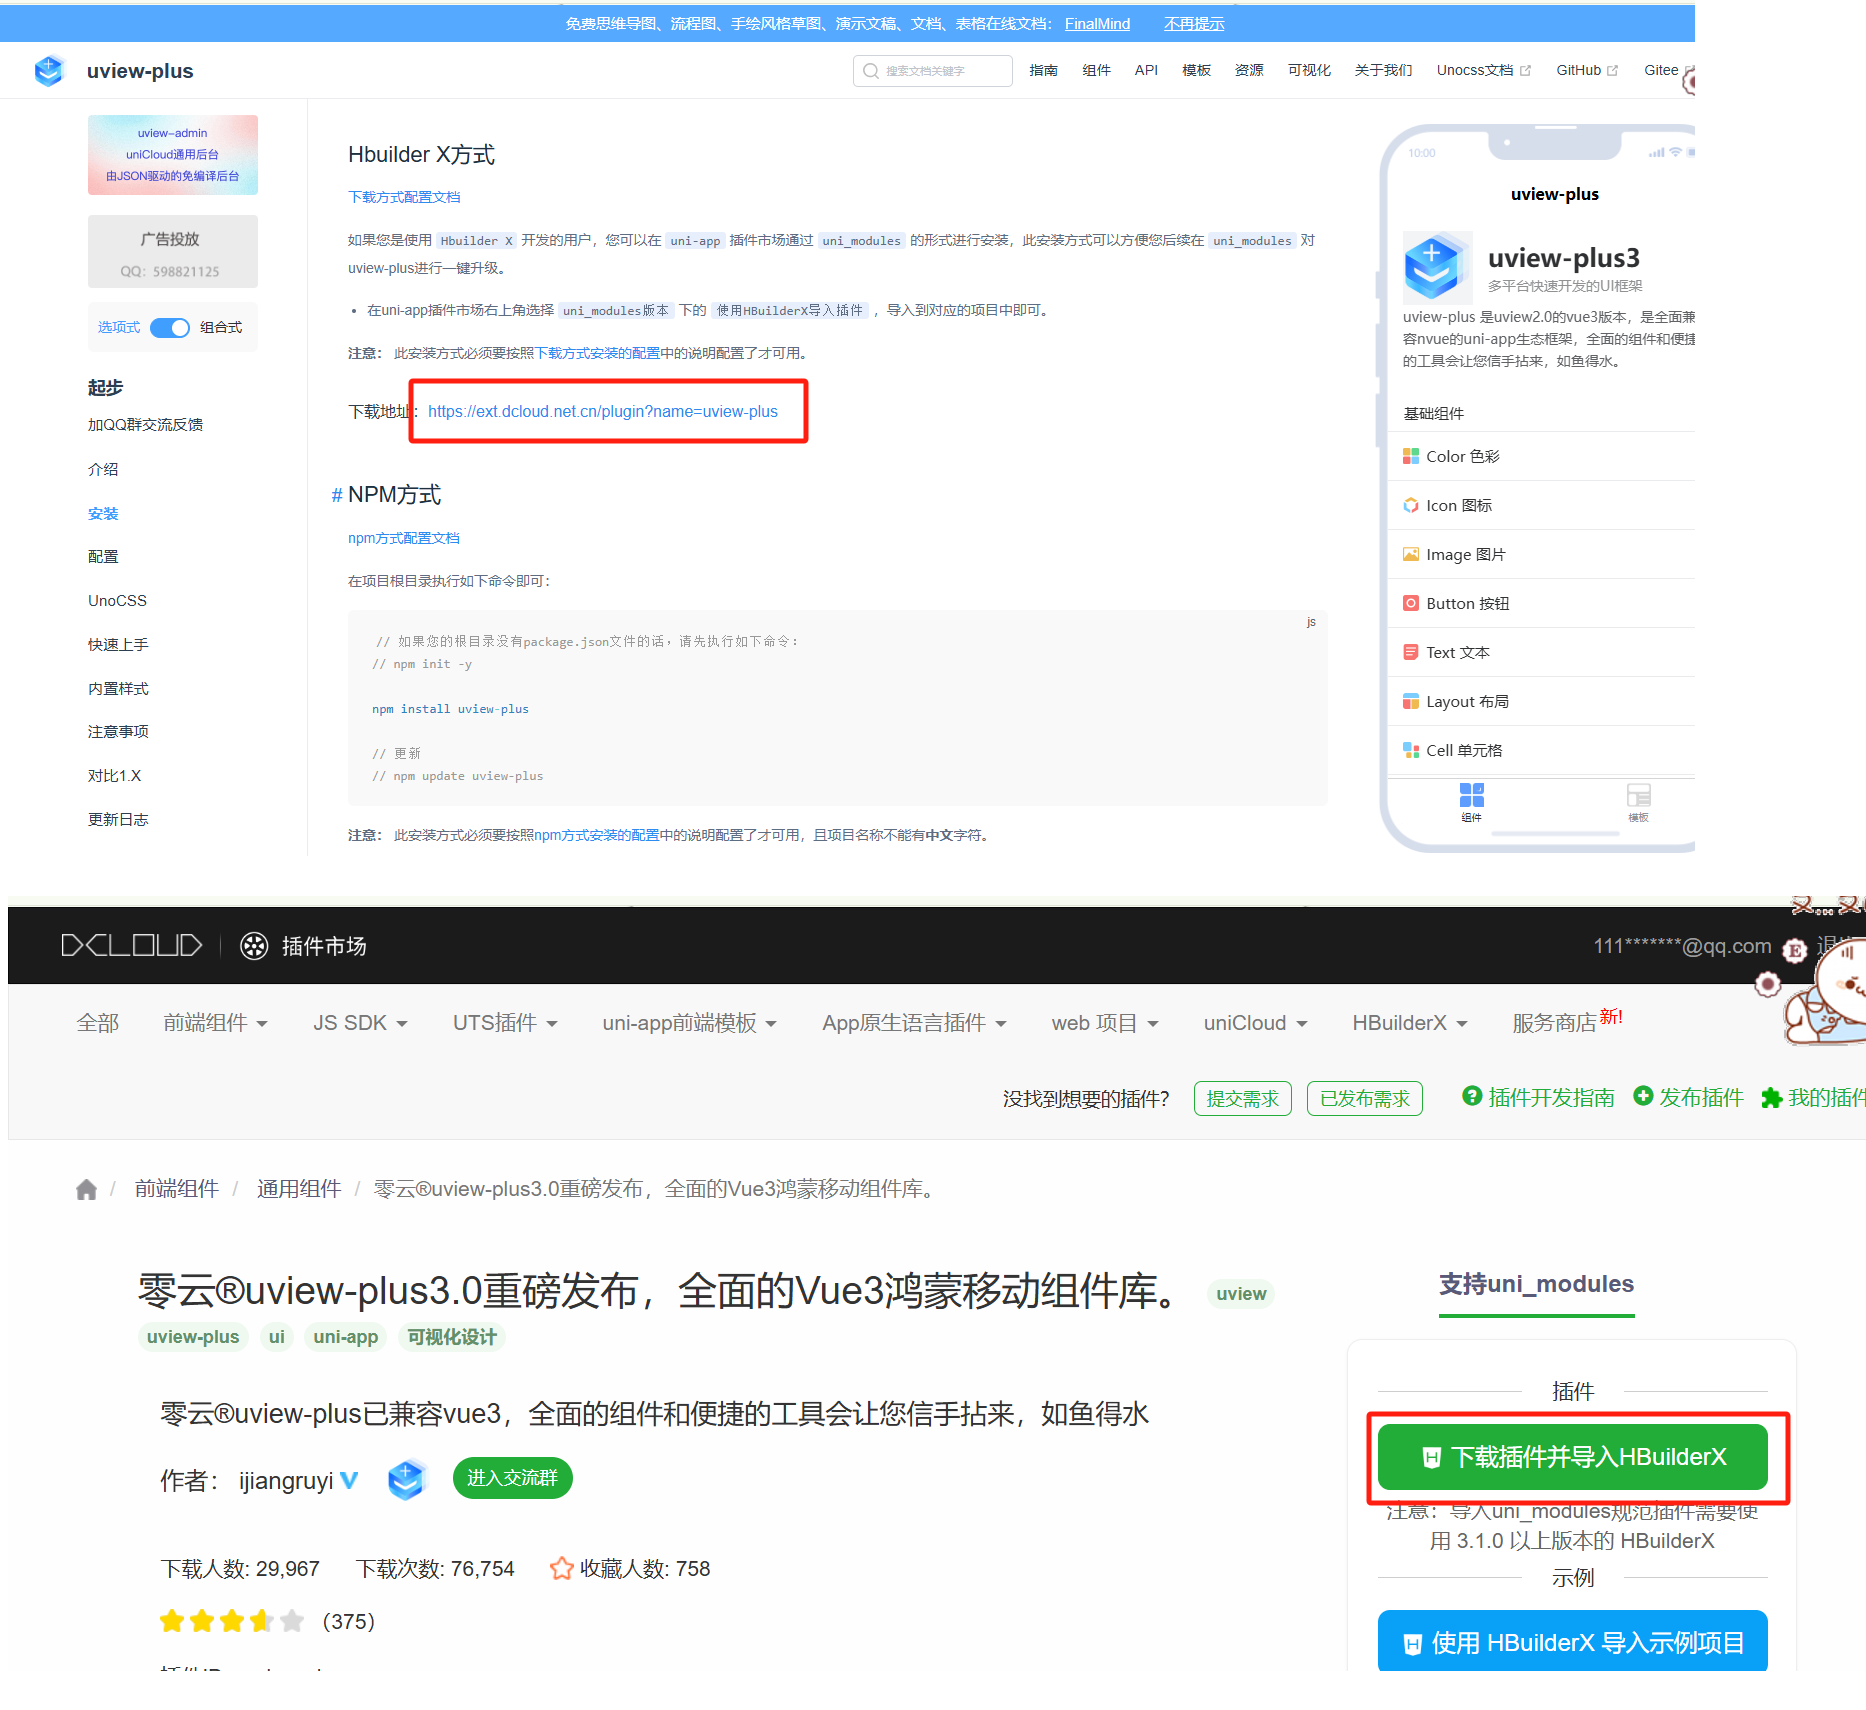 免费思维导图、流程图、手绘风格草图、演示文稿、文档、表格在线文档： FinalMind 不再提示
uview-plus
搜索文档关键字
指南 组件 API 模板 资源 可视化 关于我们 Unocss文档 GitHub Gitee
uview-admin
uniCloud通用后台
由JSON驱动的免编译后台
广告投放
QQ：598821125
选项式 组合式
起步
加QQ群交流反馈
介绍
安装
配置
UnoCSS
快速上手
内置样式
注意事项
对比1.X
更新日志
Hbuilder X方式
下载方式配置文档
如果您是使用 Hbuilder X 开发的用户，您可以在 uni-app 插件市场通过 uni_modules 的形式进行安装，此安装方式可以方便您后续在 uni_modules 对
uview-plus进行一键升级。
• 在uni-app插件市场右上角选择 uni_modules版本 下的 使用HBuilderX导入插件 ，导入到对应的项目中即可。
注意： 此安装方式必须要按照下载方式安装的配置中的说明配置了才可用。
下载地址：https://ext.dcloud.net.cn/plugin?name=uview-plus
# NPM方式
npm方式配置文档
在项目根目录执行如下命令即可：
js
// 如果您的根目录没有package.json文件的话，请先执行如下命令：
// npm init -y
npm install uview-plus
// 更新
// npm update uview-plus
注意： 此安装方式必须要按照npm方式安装的配置中的说明配置了才可用，且项目名称不能有中文字符。
10:00
uview-plus
uview-plus3
多平台快速开发的UI框架
uview-plus 是uview2.0的vue3版本，是全面兼
容nvue的uni-app生态框架，全面的组件和便捷
的工具会让您信手拈来，如鱼得水。
基础组件
Color 色彩
Icon 图标
Image 图片
Button 按钮
Text 文本
Layout 布局
Cell 单元格
组件 模板
DCLOUD 插件市场
111*******@qq.com E
全部 前端组件 JS SDK UTS插件 uni-app前端模板 App原生语言插件 web 项目 uniCloud HBuilderX 服务商店 新!
没找到想要的插件？ 提交需求 已发布需求 插件开发指南 发布插件 我的插件
/ 前端组件 / 通用组件 / 零云®uview-plus3.0重磅发布，全面的Vue3鸿蒙移动组件库。
零云®uview-plus3.0重磅发布，全面的Vue3鸿蒙移动组件库。 uview
uview-plus ui uni-app 可视化设计
零云®uview-plus已兼容vue3，全面的组件和便捷的工具会让您信手拈来，如鱼得水
作者： ijiangruyi 进入交流群
下载人数: 29,967 下载次数: 76,754 收藏人数: 758
（375）
支持uni_modules
插件
下载插件并导入HBuilderX
注意：导入uni_modules规范插件需要使
用 3.1.0 以上版本的 HBuilderX
示例
使用 HBuilderX 导入示例项目